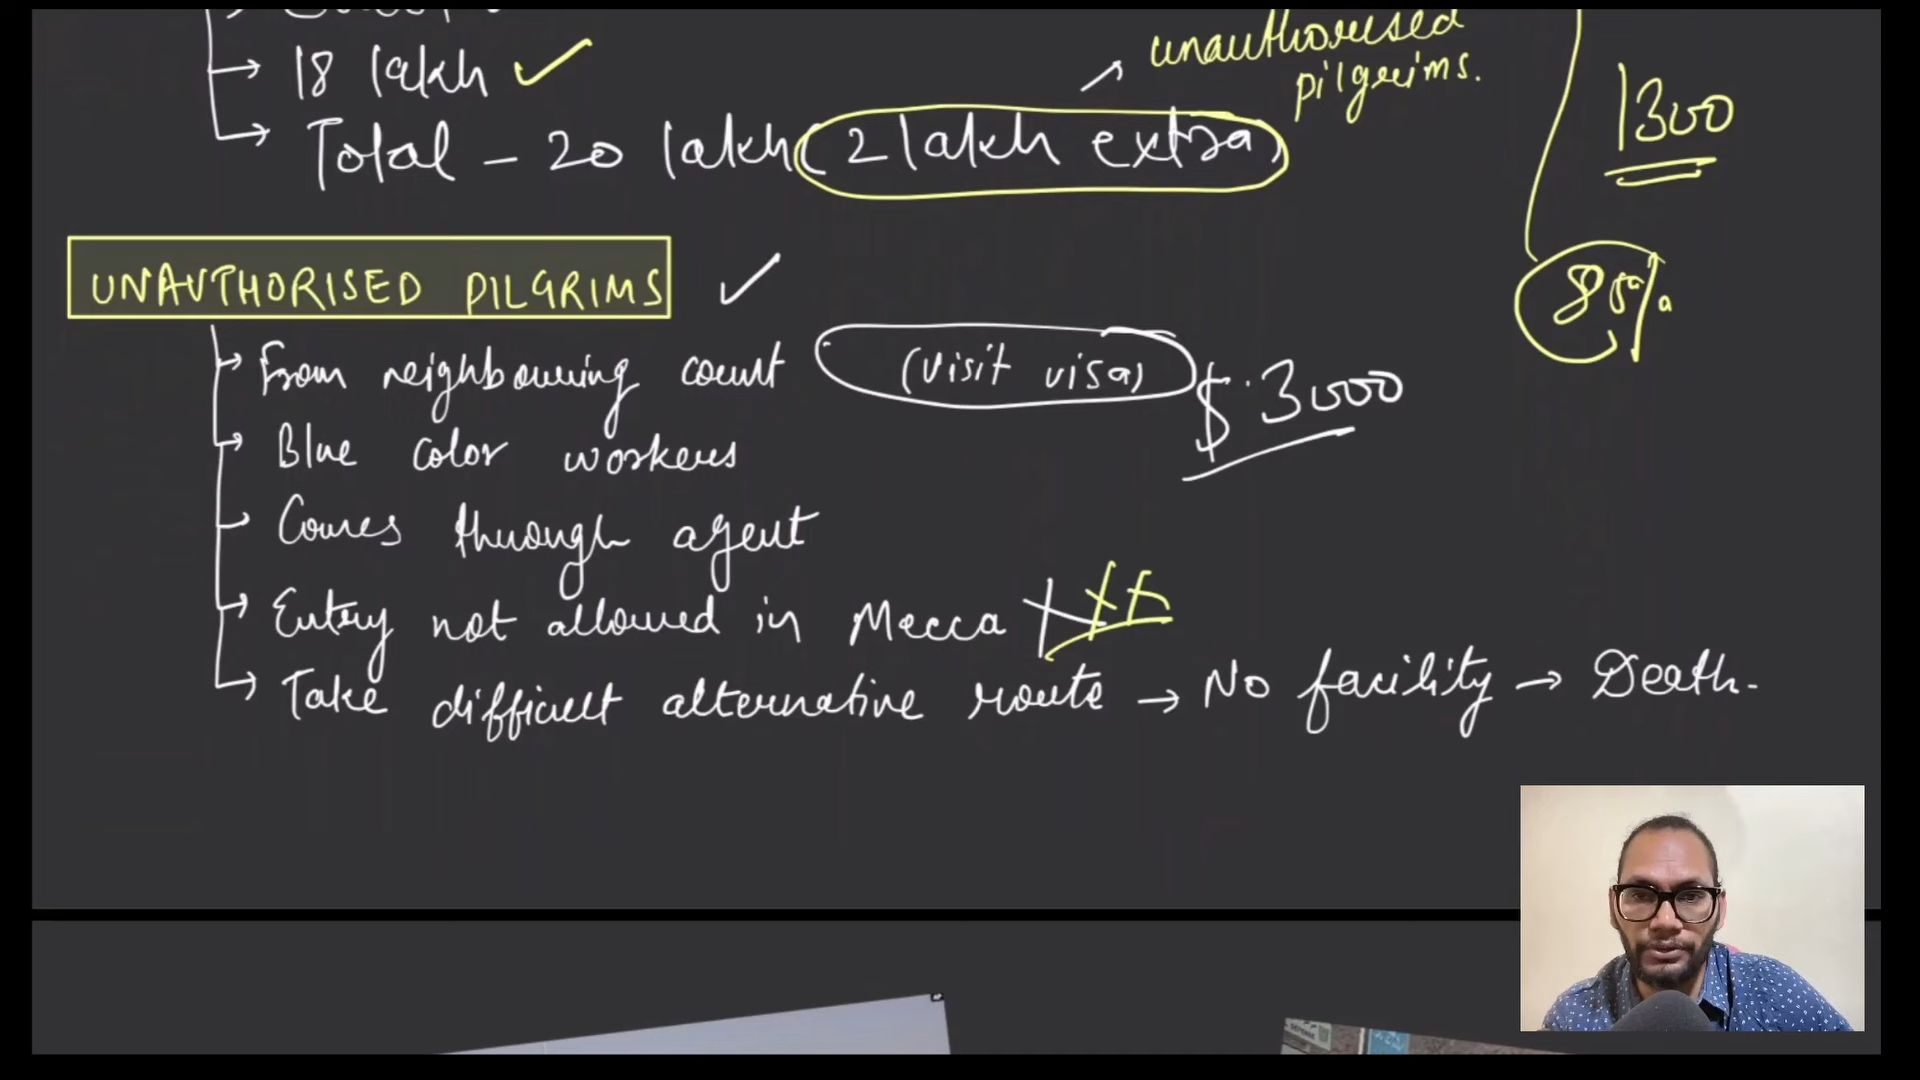 unauthorised
pilgrims.
18 lakh
1300
Total - 20 lakh (2 lakh extra)
UNAUTHORISED PILGRIMS
85%
From neighbouring count (visit visa)
$ 3000
Blue color workers
Comes through agent
Entry not allowed in Mecca
Take difficult alternative route → No facility → Death.